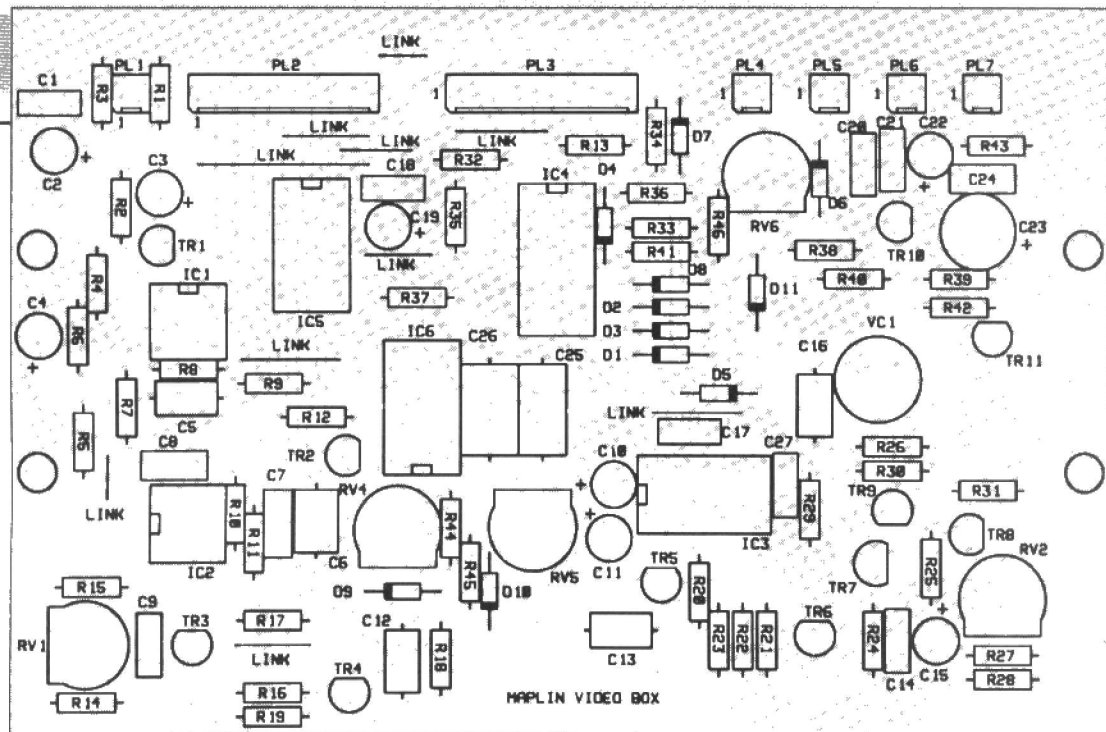 LINK
C1 R3 PL1 R1 PL2 PL3 PL4 PL5 PL6 PL7
1 1 1 1 1 1 1
C2 C3 LINK LINK LINK LINK R32 R13 R34 D7 C20 C21 C22 R43
R2 C18 C19 R35 IC4 D4 R36 R46 RV6 D6 C24
TR1 LINK R33 R41 R38 TR10 C23
R4 IC1 IC5 R37 D8 D2 D3 D1 D11 R40 R39 R42
C4 R6 R8 LINK IC6 C26 C25 C16 VC1 TR11
R7 C5 R9 R12 D5
R5 C8 TR2 LINK C17 R26
LINK C7 RV4 C10 C27 R30
R10 R11 R44 R29 TR9 R31
IC2 C6 R45 RV5 C11 IC3 TR8 RV2
R15 D9 D10 TR5 R20 TR7 R25
RV1 C9 TR3 R17 C12 R18 C13 R23 R22 R21 TR6 R24 C14 C15
LINK R27
R14 R16 TR4 R28
R19 MAPLIN VIDEO BOX